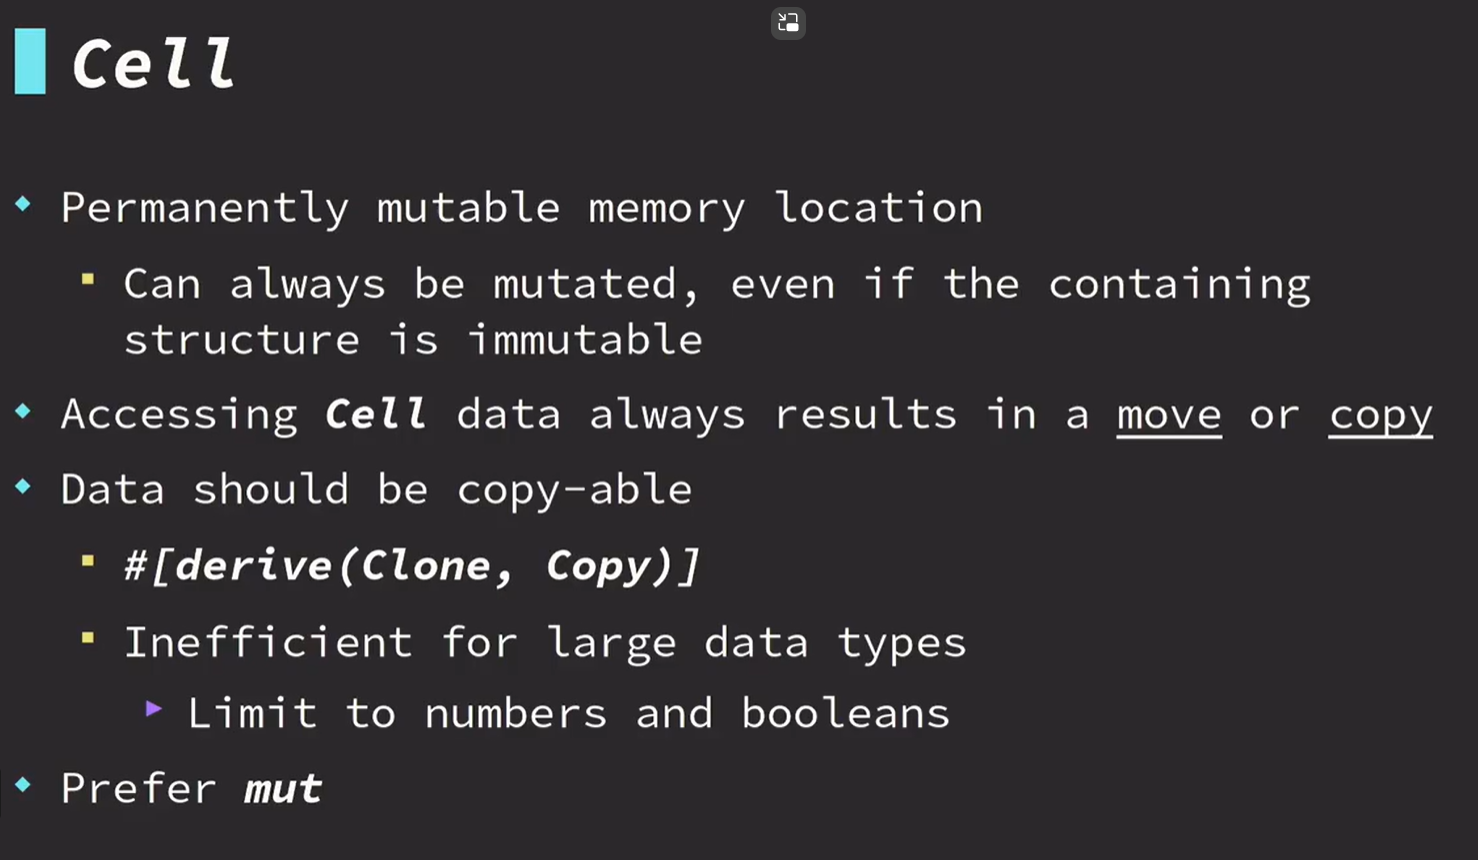 Cell
Permanently mutable memory location
Can always be mutated, even if the containing
structure is immutable
Accessing Cell data always results in a move or copy
Data should be copy-able
#[derive(Clone, Copy)]
Inefficient for large data types
Limit to numbers and booleans
Prefer mut